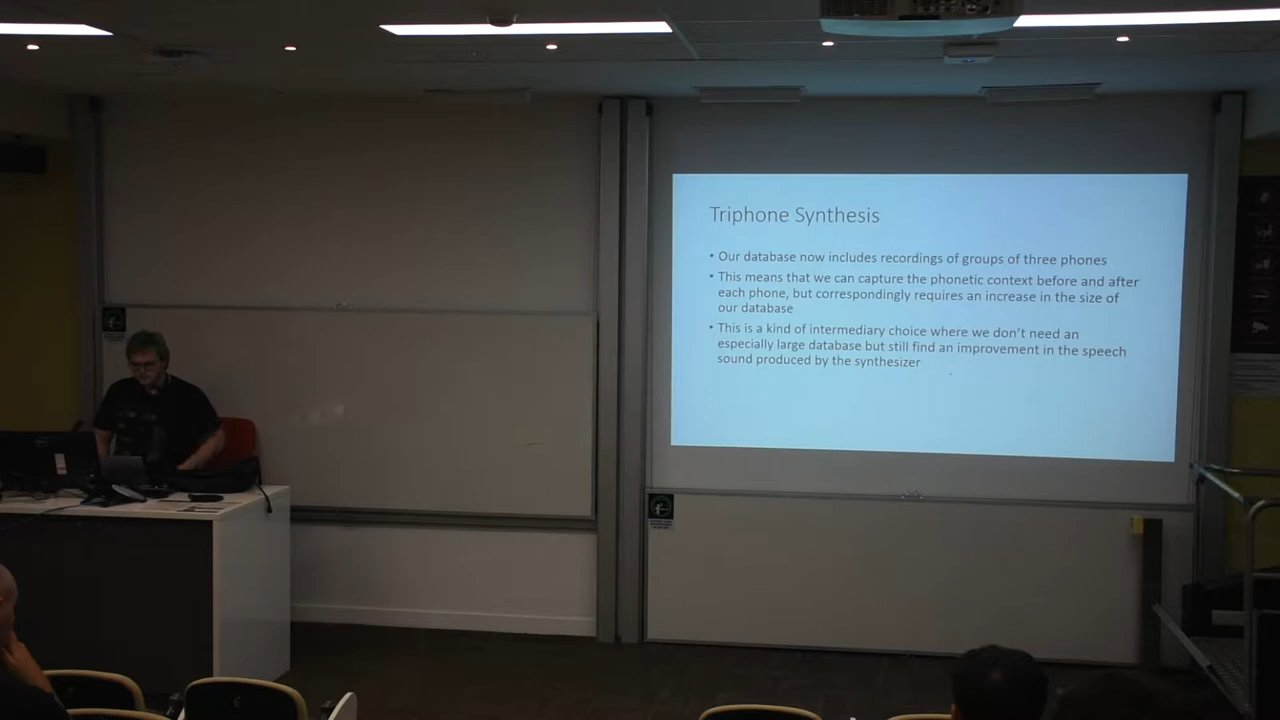 Triphone Synthesis
• Our database now includes recordings of groups of three phones
• This means that we can capture the phonetic context before and after
each phone, but correspondingly requires an increase in the size of
our database
• This is a kind of intermediary choice where we don't need an
especially large database but still find an improvement in the speech
sound produced by the synthesizer